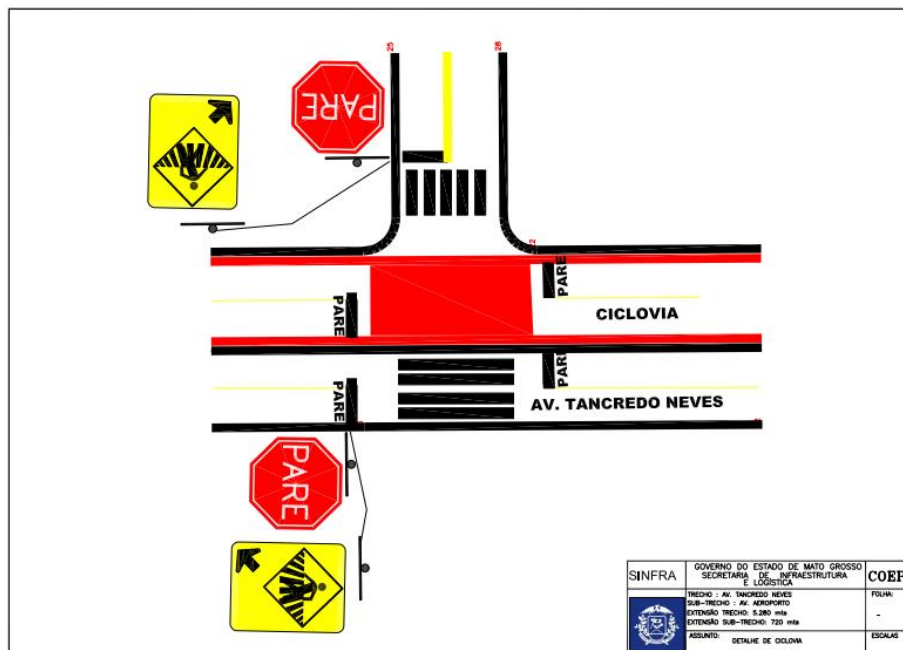 25
28
PARE
2
PARE
PARE
CICLOVIA
PARE
PARE
AV. TANCREDO NEVES
PARE
SINFRA
GOVERNO DO ESTADO DE MATO GROSSO
SECRETARIA DE INFRAESTRUTURA
E LOGÍSTICA
COEP
TRECHO : AV. TANCREDO NEVES
SUB-TRECHO : AV. AEROPORTO
EXTENSÃO TRECHO: 5.280 mts
EXTENSÃO SUB-TRECHO: 720 mts
FOLHA:
-
ASSUNTO:
DETALHE DE CICLOVIA
ESCALAS